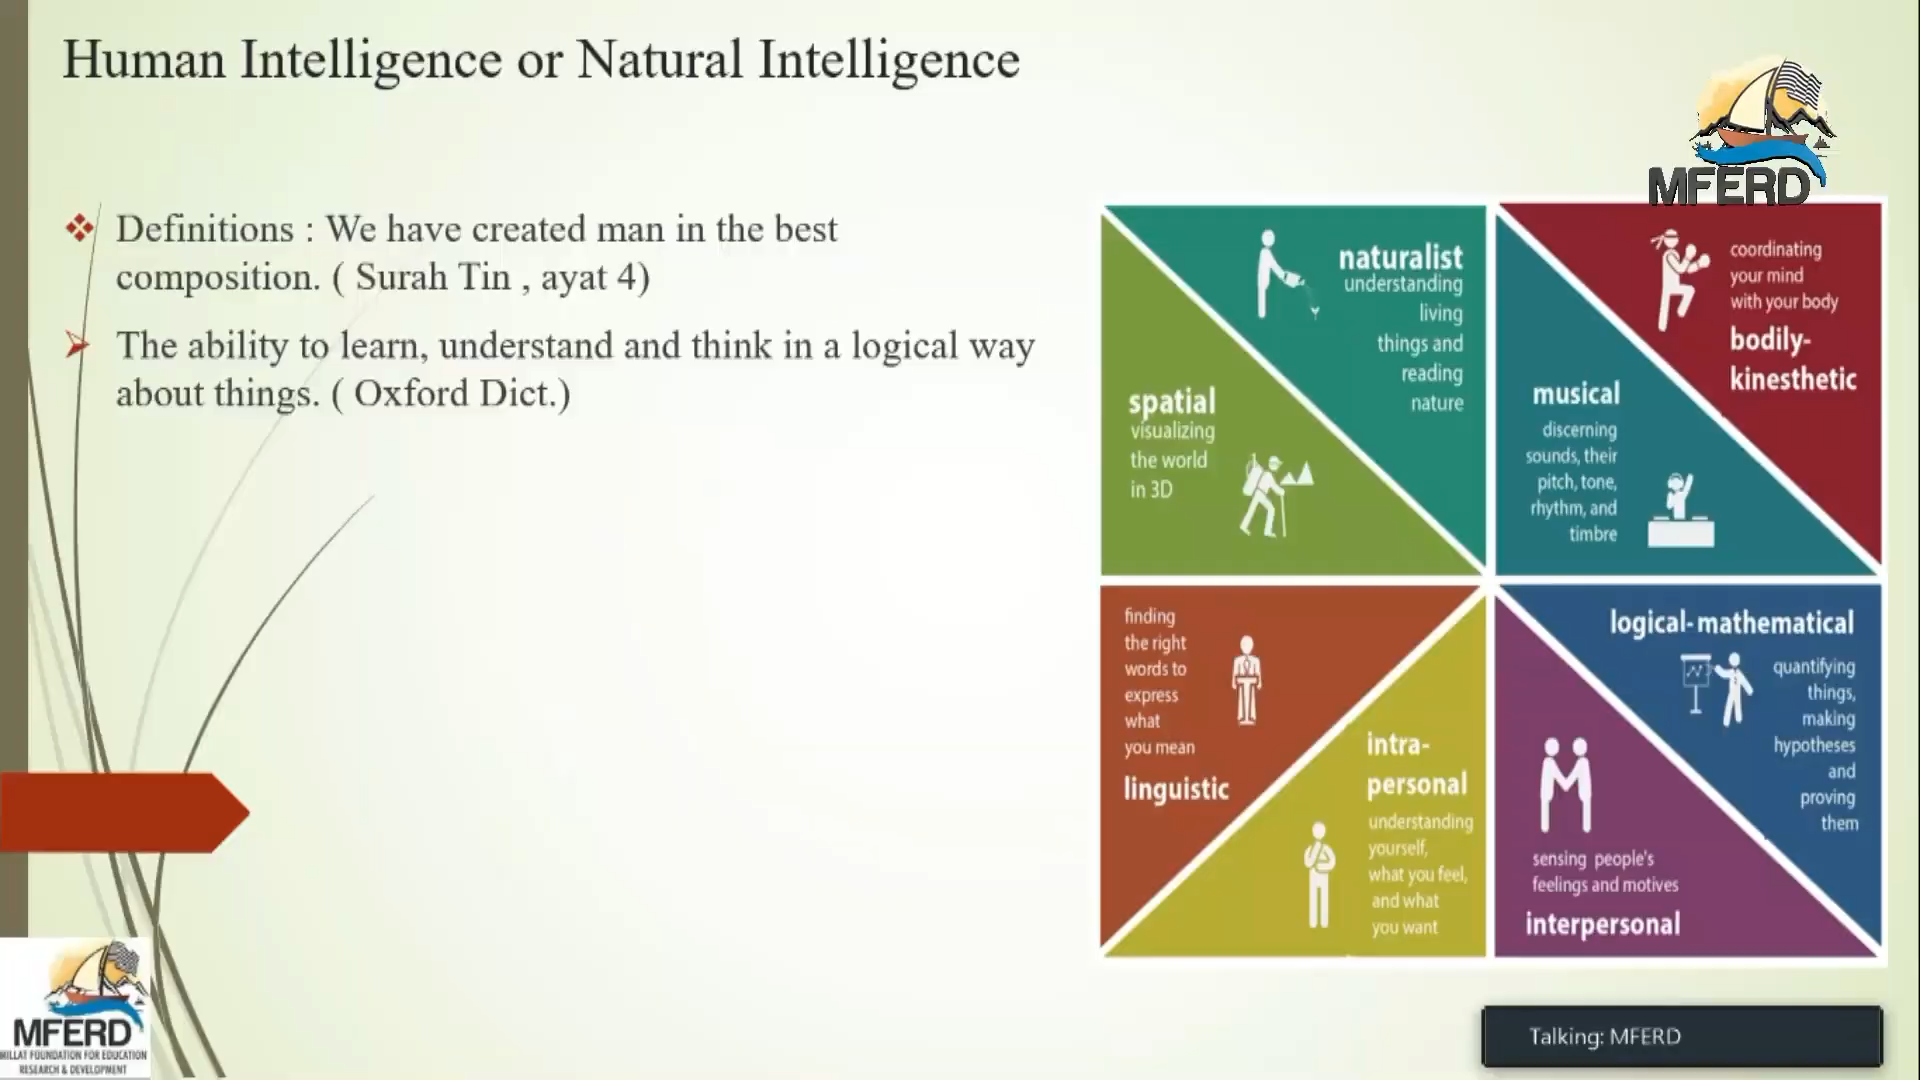 Human Intelligence or Natural Intelligence
MFERD
Definitions : We have created man in the best
composition. ( Surah Tin , ayat 4)
The ability to learn, understand and think in a logical way
about things. ( Oxford Dict.)
naturalist
understanding
living
things and
reading
nature
spatial
visualizing
the world
in 3D
coordinating
your mind
with your body
bodily-
kinesthetic
musical
discerning
sounds, their
pitch, tone,
rhythm, and
timbre
finding
the right
words to
express
what
you mean
linguistic
intra-
personal
understanding
yourself,
what you feel,
and what
you want
logical-mathematical
quantifying
things,
making
hypotheses
and
proving
them
sensing people's
feelings and motives
interpersonal
MFERD
MILLAT FOUNDATION FOR EDUCATION
RESEARCH & DEVELOPMENT
Talking: MFERD